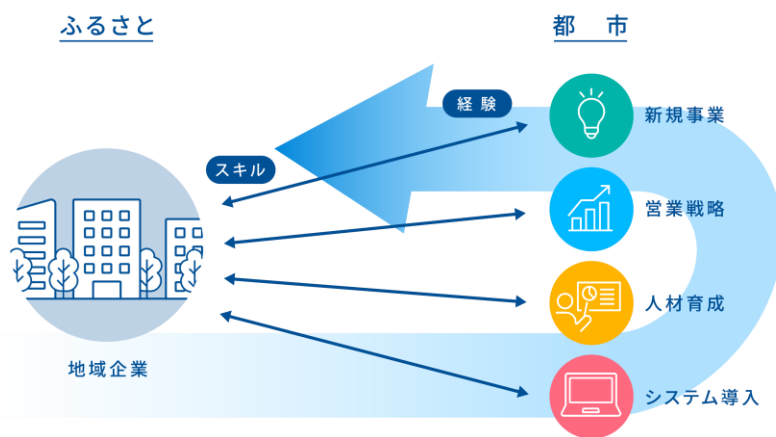 ふるさと
都 市
経験
スキル
新規事業
営業戦略
人材育成
地域企業
システム導入